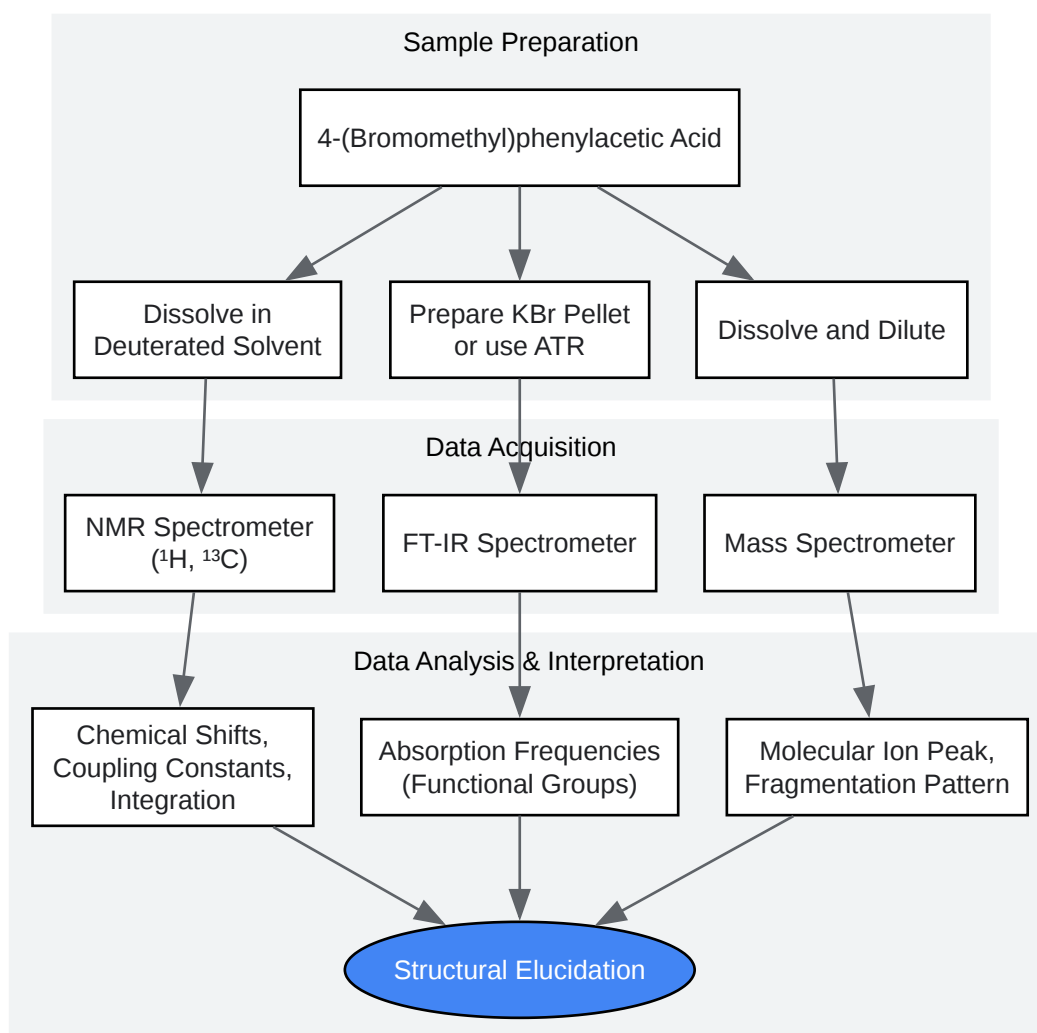 Sample Preparation
4-(Bromomethyl)phenylacetic Acid
Dissolve in
Deuterated Solvent
Prepare KBr Pellet
or use ATR
Dissolve and Dilute
Data Acquisition
NMR Spectrometer
(¹H, ¹³C)
FT-IR Spectrometer
Mass Spectrometer
Data Analysis & Interpretation
Chemical Shifts,
Coupling Constants,
Integration
Absorption Frequencies
(Functional Groups)
Molecular Ion Peak,
Fragmentation Pattern
Structural Elucidation